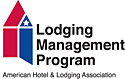 Lodging
Management
Program
American Hotel & Lodging Association